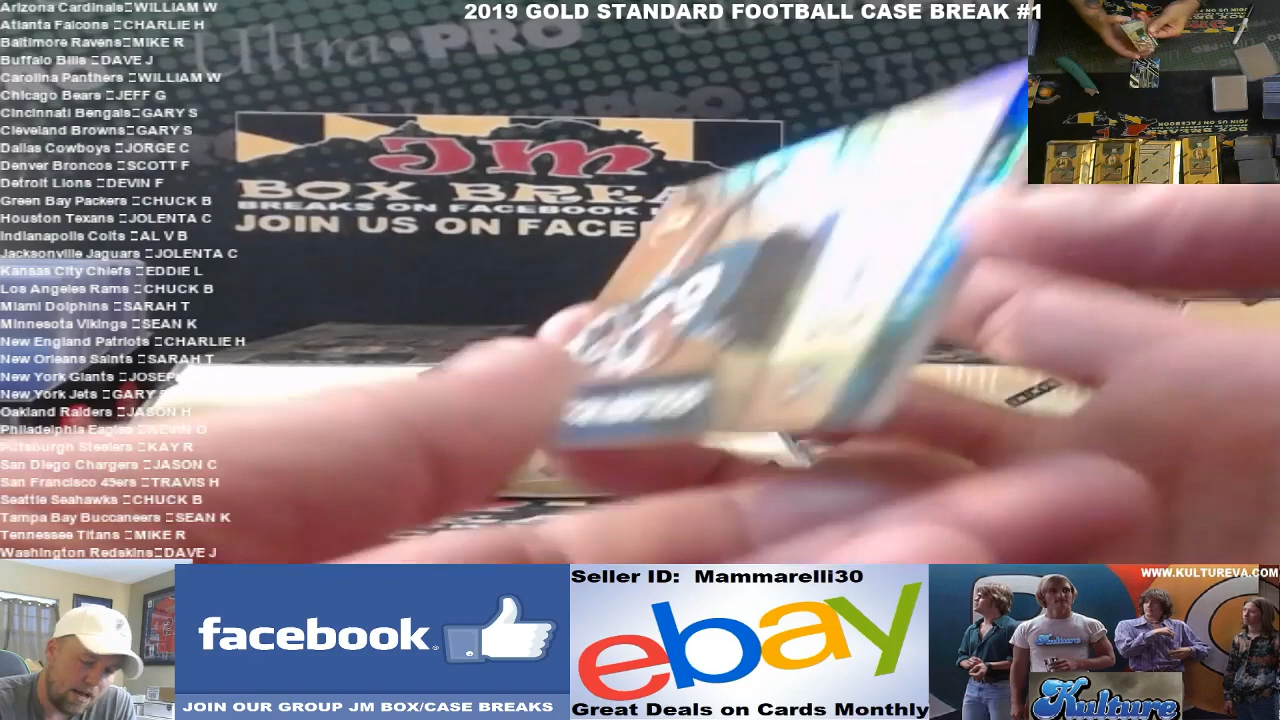 2019 GOLD STANDARD FOOTBALL CASE BREAK #1
Arizona Cardinals WILLIAM W
Atlanta Falcons CHARLIE H
Baltimore Ravens MIKE R
Buffalo Bills DAVE J
Carolina Panthers WILLIAM W
Chicago Bears JEFF G
Cincinnati Bengals GARY S
Cleveland Browns GARY S
Dallas Cowboys JORGE C
Denver Broncos SCOTT F
Detroit Lions DEVIN F
Green Bay Packers CHUCK B
Houston Texans JOLENTA C
Indianapolis Colts AL V B
Jacksonville Jaguars JOLENTA C
Kansas City Chiefs EDDIE L
Los Angeles Rams CHUCK B
Miami Dolphins SARAH T
Minnesota Vikings SEAN K
New England Patriots CHARLIE H
New Orleans Saints SARAH T
New York Giants
New York Jets GARY S
Oakland Raiders JASON H
Philadelphia Eagles
Pittsburgh Steelers KAY R
San Diego Chargers JASON C
San Francisco 49ers TRAVIS H
Seattle Seahawks CHUCK B
Tampa Bay Buccaneers SEAN K
Tennessee Titans MIKE R
Washington Redskins DAVE J
Ultra PRO
Jm
BOX BREA
BREAKS ON FACEBOOK
JOIN US ON FACE
facebook
JOIN OUR GROUP JM BOX/CASE BREAKS
Seller ID: Mammarelli30
ebay
Great Deals on Cards Monthly
WWW.KULTUREVA.COM
Kulture
Kulture